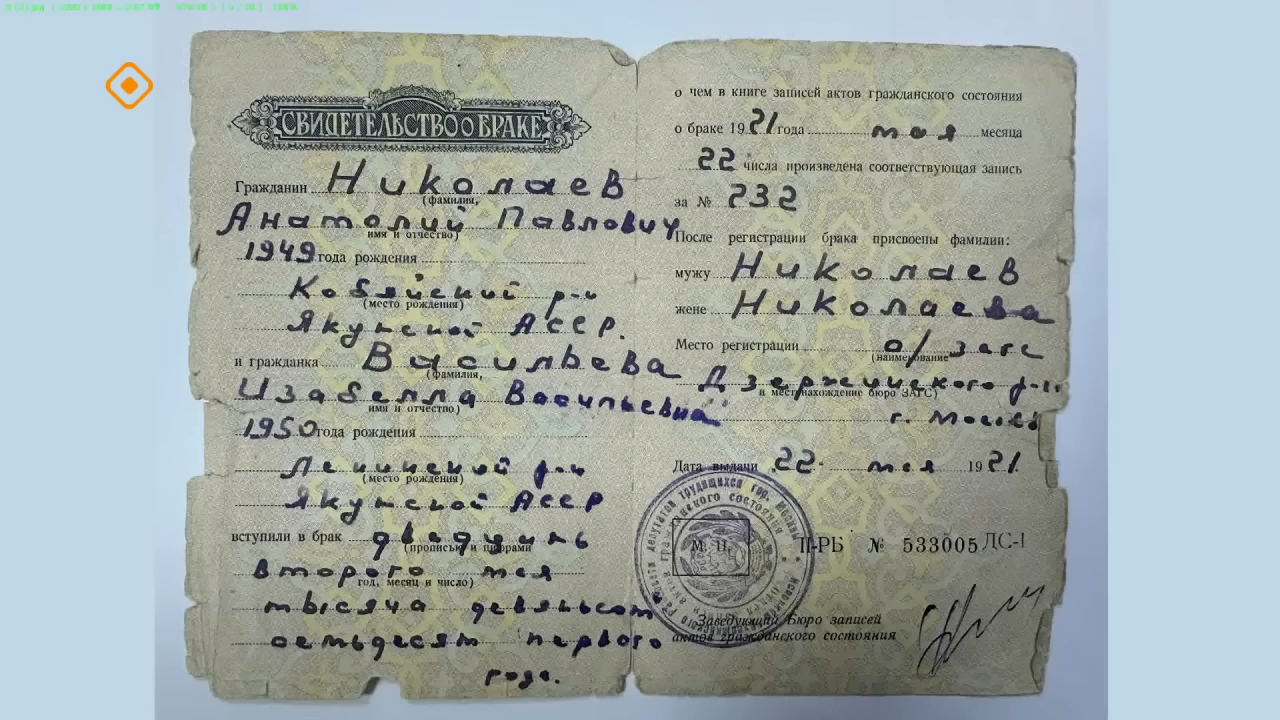 СВИДЕТЕЛЬСТВО О БРАКЕ
Гражданин Николаев
(фамилия,
Анатолий Павлович
имя и отчество)
1949 года рождения
Кобяйский р-н
(место рождения)
Якутской АССР.
и гражданка Васильева
(фамилия,
Изабелла Васильевна
имя и отчество)
1950 года рождения
Ленинский р-н
(место рождения)
Якутской АССР
вступили в брак двадцать
(прописью и цифрами
второго мая
год, месяц и число)
тысяча девятьсот
семьдесят первого
года.
о чем в книге записей актов гражданского состояния
о браке 1971 года мая месяца
22 числа произведена соответствующая запись
за № 232
После регистрации брака присвоены фамилии:
мужу Николаев
жене Николаева
Место регистрации о/загс
(наименование
Дзержинского р-на
и местонахождение бюро ЗАГС)
г. Москвы
Дата выдачи 22 мая 1971
М. П.
II-РБ № 533005 ЛС-1
Заведующий Бюро записей
актов гражданского состояния